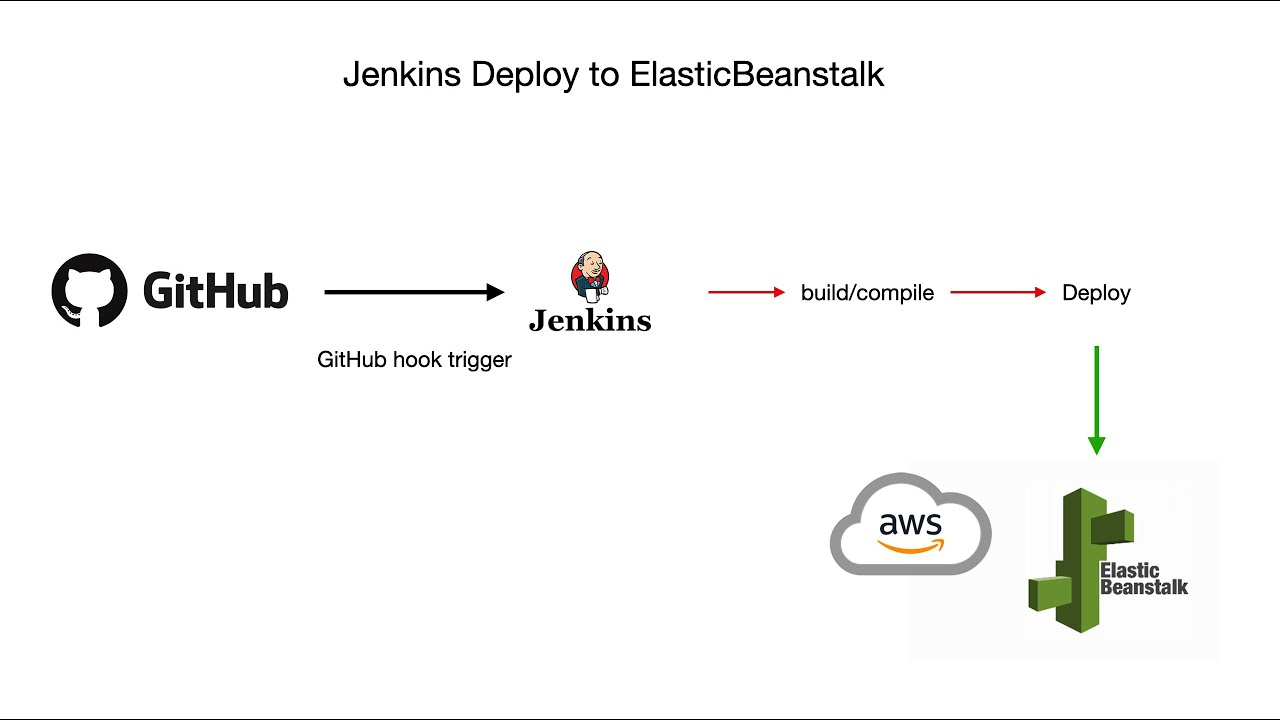 Jenkins Deploy to ElasticBeanstalk
GitHub
Jenkins
build/compile
Deploy
GitHub hook trigger
aws
Elastic
Beanstalk